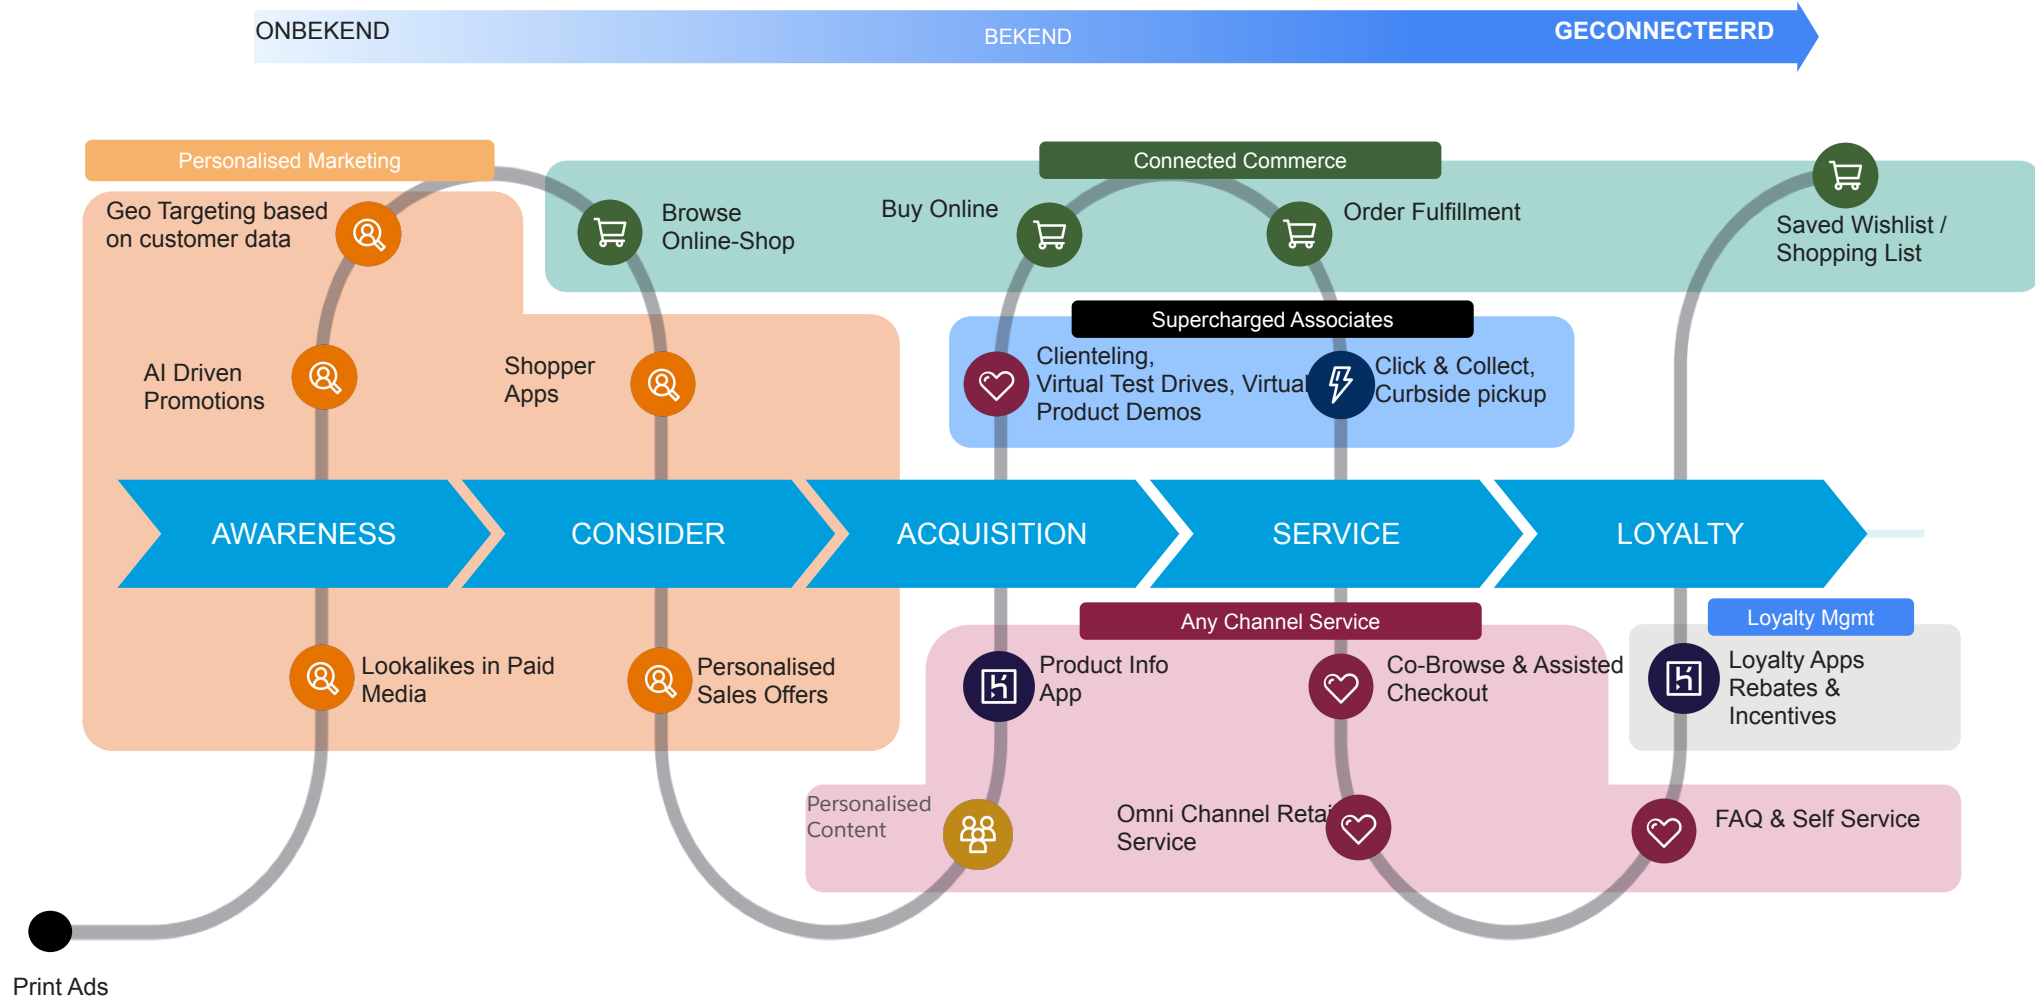 ONBEKEND
BEKEND
GECONNECTEERD
Personalised Marketing
Connected Commerce
Geo Targeting based
on customer data
Browse
Online-Shop
Buy Online
Order Fulfillment
Saved Wishlist /
Shopping List
Supercharged Associates
AI Driven
Promotions
Shopper
Apps
Clienteling,
Virtual Test Drives, Virtual
Product Demos
Click & Collect,
Curbside pickup
AWARENESS
CONSIDER
ACQUISITION
SERVICE
LOYALTY
Any Channel Service
Loyalty Mgmt
Lookalikes in Paid
Media
Personalised
Sales Offers
Product Info
App
Co-Browse & Assisted
Checkout
Loyalty Apps
Rebates &
Incentives
Personalised
Content
Omni Channel Retail
Service
FAQ & Self Service
Print Ads